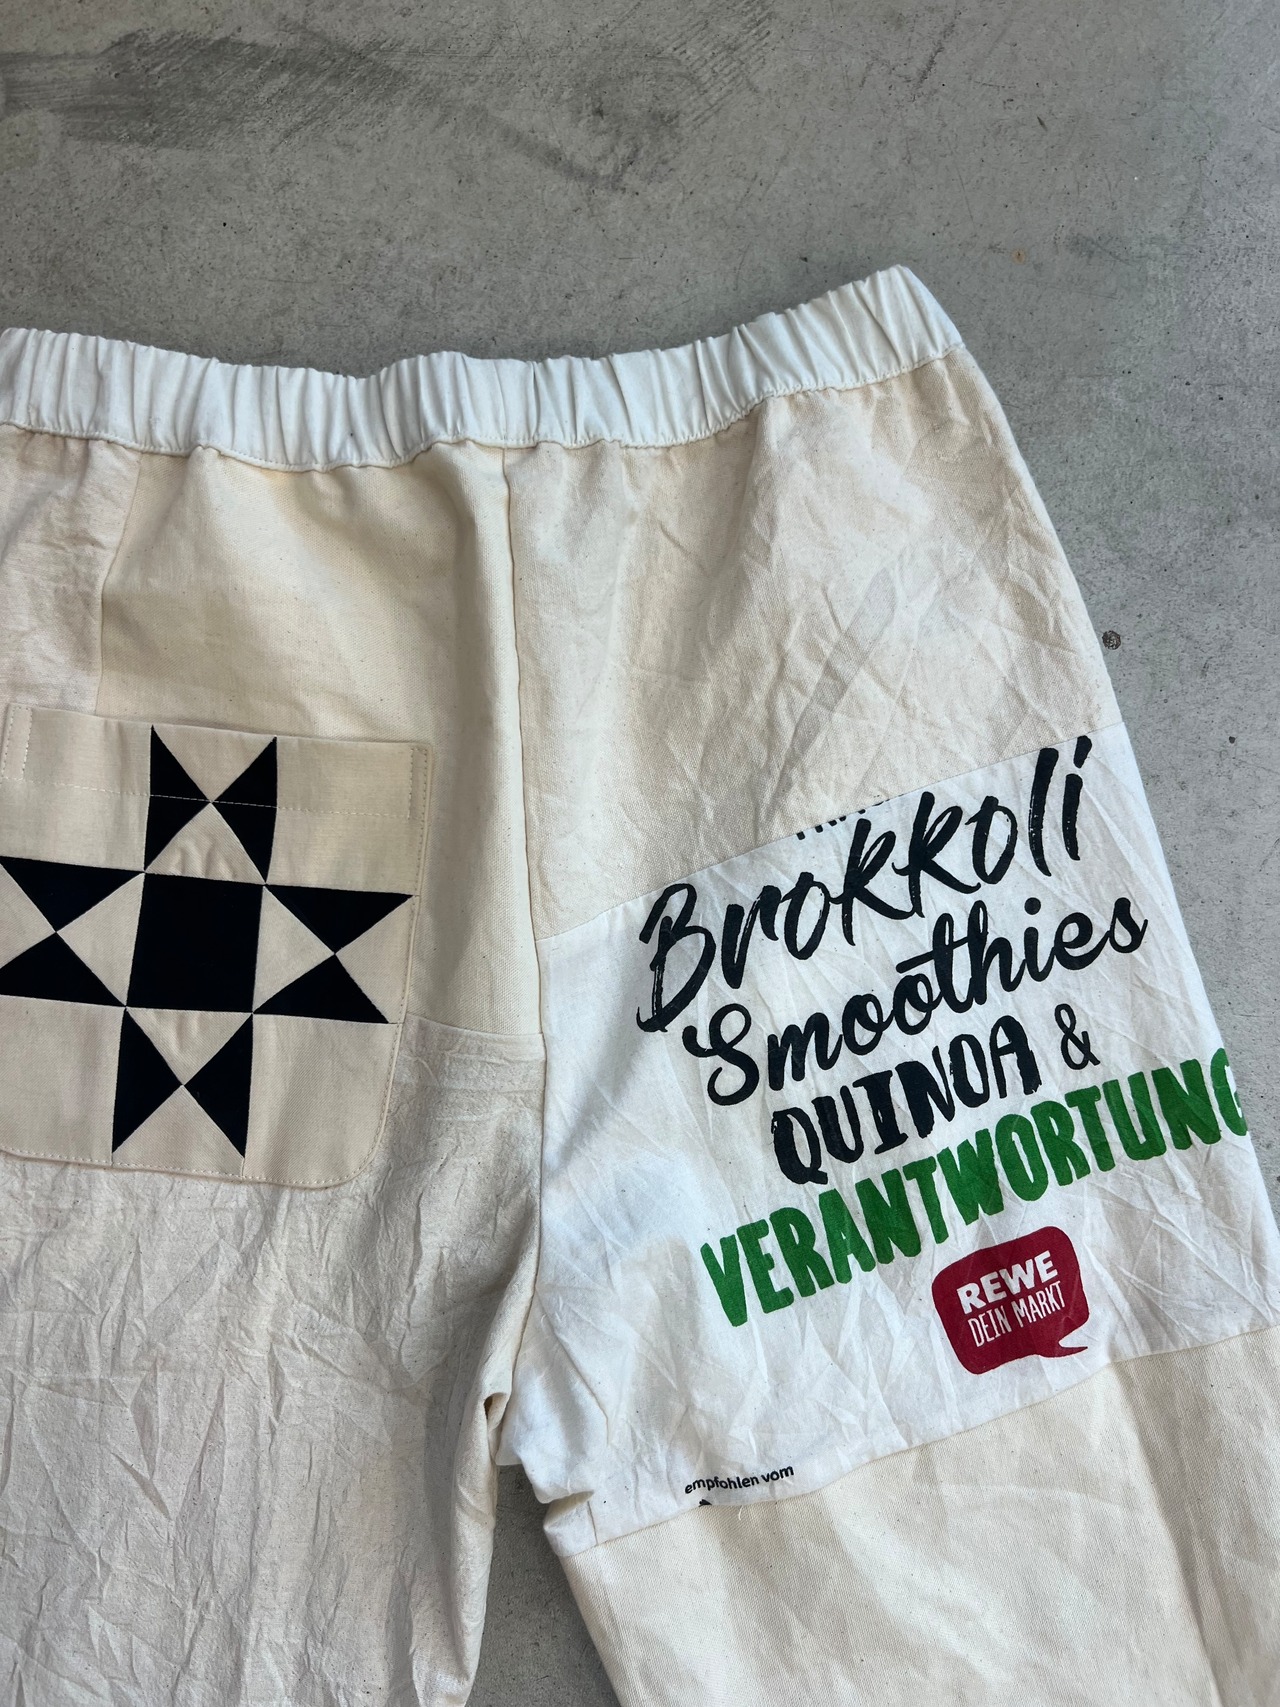 Brokkoli
Smoothies
QUINOA &
VERANTWORTUNG
REWE
DEIN MARKT
empfohlen vom